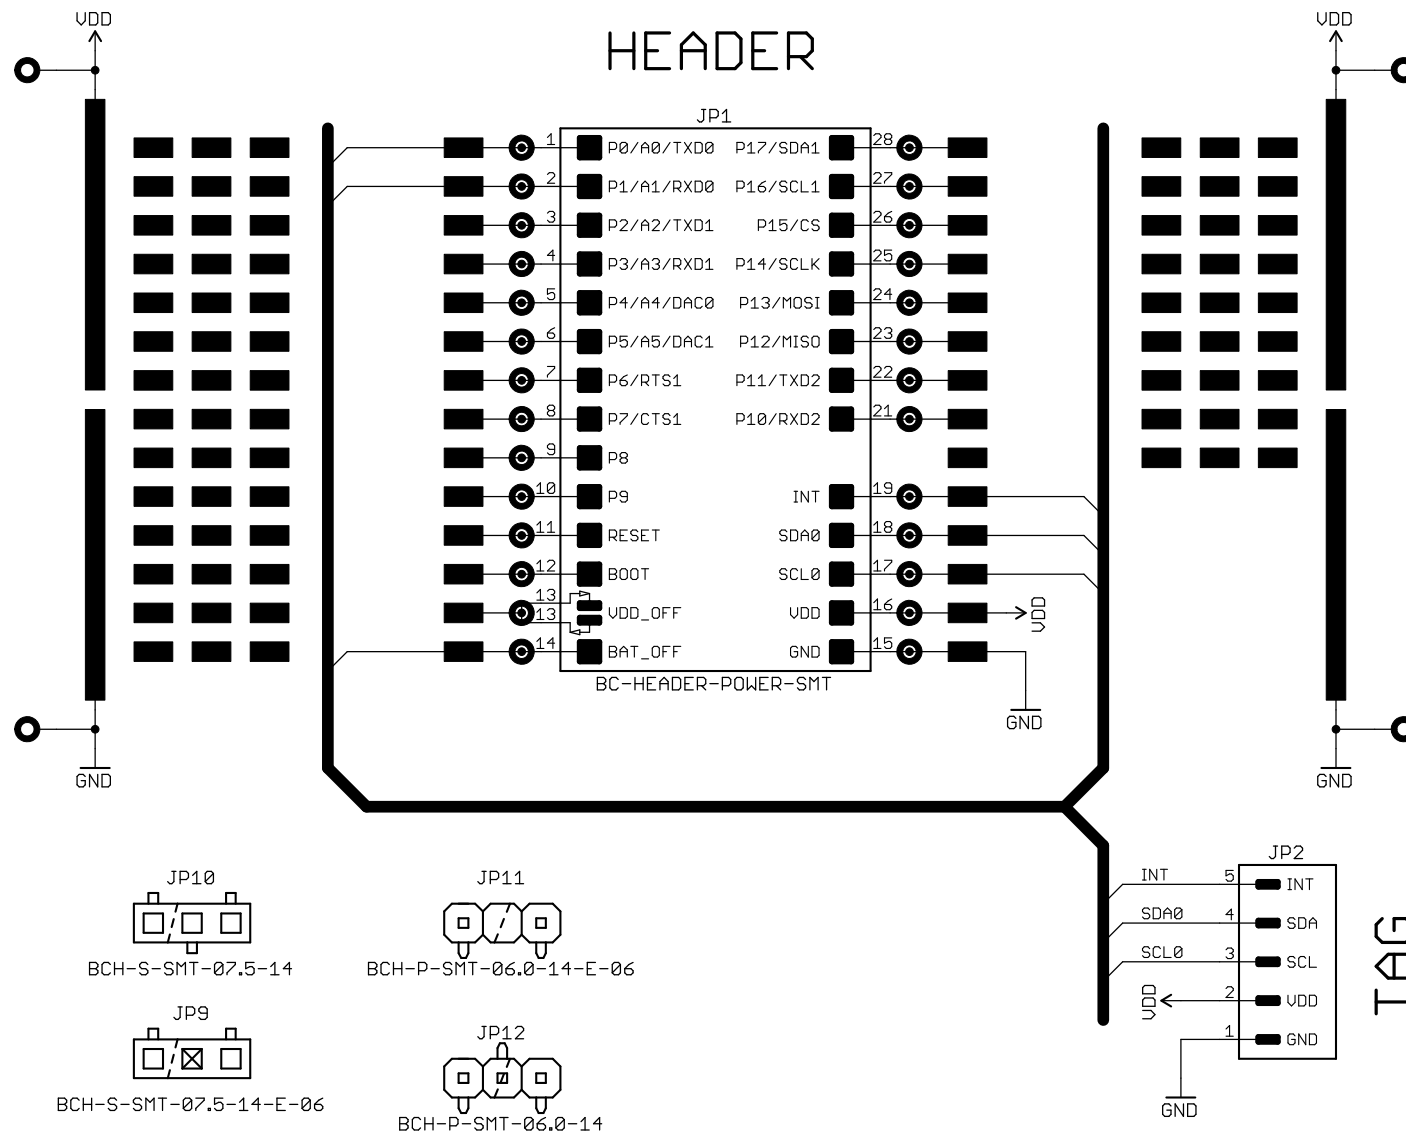 VDD
HEADER
VDD
JP1
1 P0/A0/TXD0 P17/SDA1 28
2 P1/A1/RXD0 P16/SCL1 27
3 P2/A2/TXD1 P15/CS 26
4 P3/A3/RXD1 P14/SCLK 25
5 P4/A4/DAC0 P13/MOSI 24
6 P5/A5/DAC1 P12/MISO 23
7 P6/RTS1 P11/TXD2 22
8 P7/CTS1 P10/RXD2 21
9 P8
10 P9 INT 19
11 RESET SDA0 18
12 BOOT SCL0 17
13 VDD_OFF VDD 16 VDD
13
14 BAT_OFF GND 15
BC-HEADER-POWER-SMT
GND
GND
GND
JP10
BCH-S-SMT-07.5-14
JP11
BCH-P-SMT-06.0-14-E-06
JP9
BCH-S-SMT-07.5-14-E-06
JP12
BCH-P-SMT-06.0-14
JP2
INT 5 INT
SDA0 4 SDA
SCL0 3 SCL
VDD 2 VDD
1 GND
GND
TAG